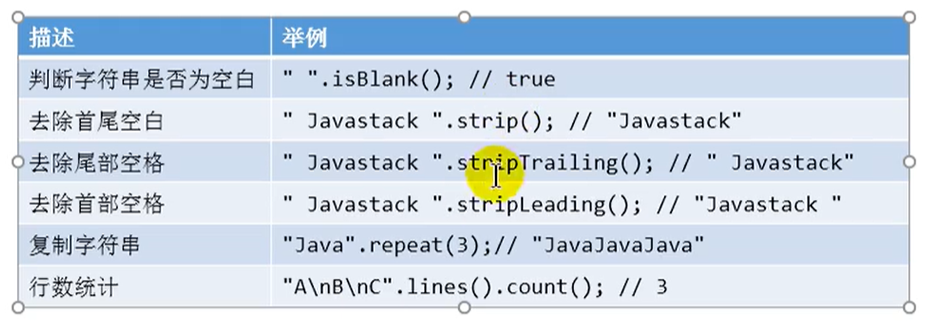 描述 举例
判断字符串是否为空白 " ".isBlank(); // true
去除首尾空白 " Javastack ".strip(); // "Javastack"
去除尾部空格 " Javastack ".stripTrailing(); // " Javastack"
去除首部空格 " Javastack ".stripLeading(); // "Javastack "
复制字符串 "Java".repeat(3);// "JavaJavaJava"
行数统计 "A\nB\nC".lines().count(); // 3